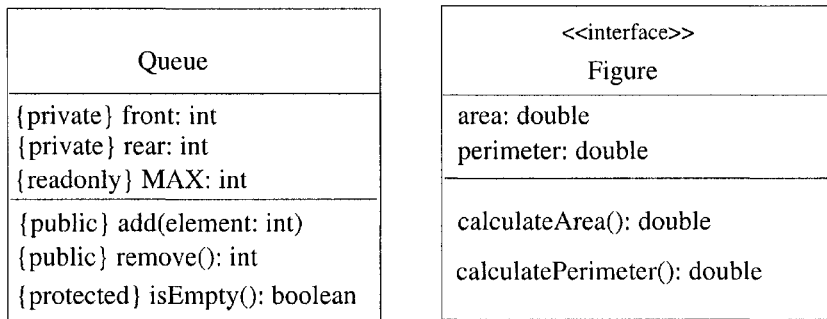 Queue
{private} front: int
{private} rear: int
{readonly} MAX: int
{public} add(element: int)
{public} remove(): int
{protected} isEmpty(): boolean
<<interface>>
Figure
area: double
perimeter: double
calculateArea(): double
calculatePerimeter(): double